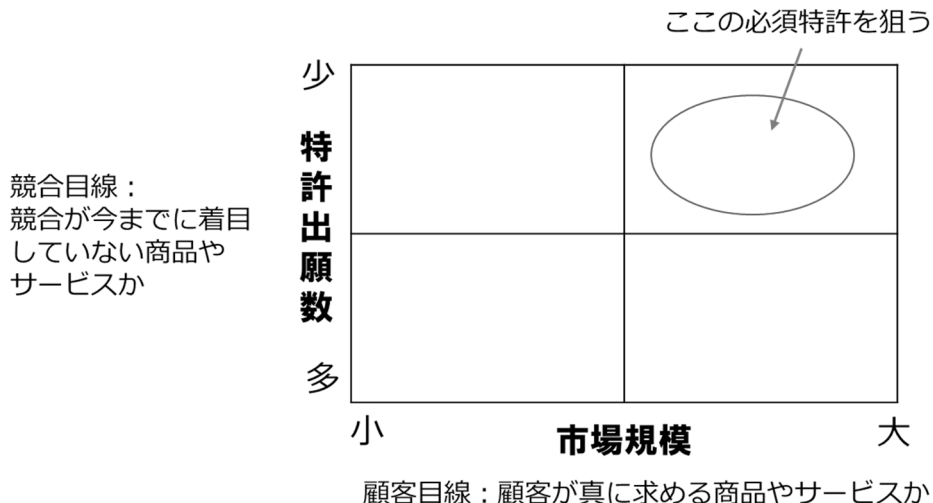 ここの必須特許を狙う
少
特許出願数
多
競合目線：
競合が今までに着目
していない商品や
サービスか
小
市場規模
大
顧客目線：顧客が真に求める商品やサービスか